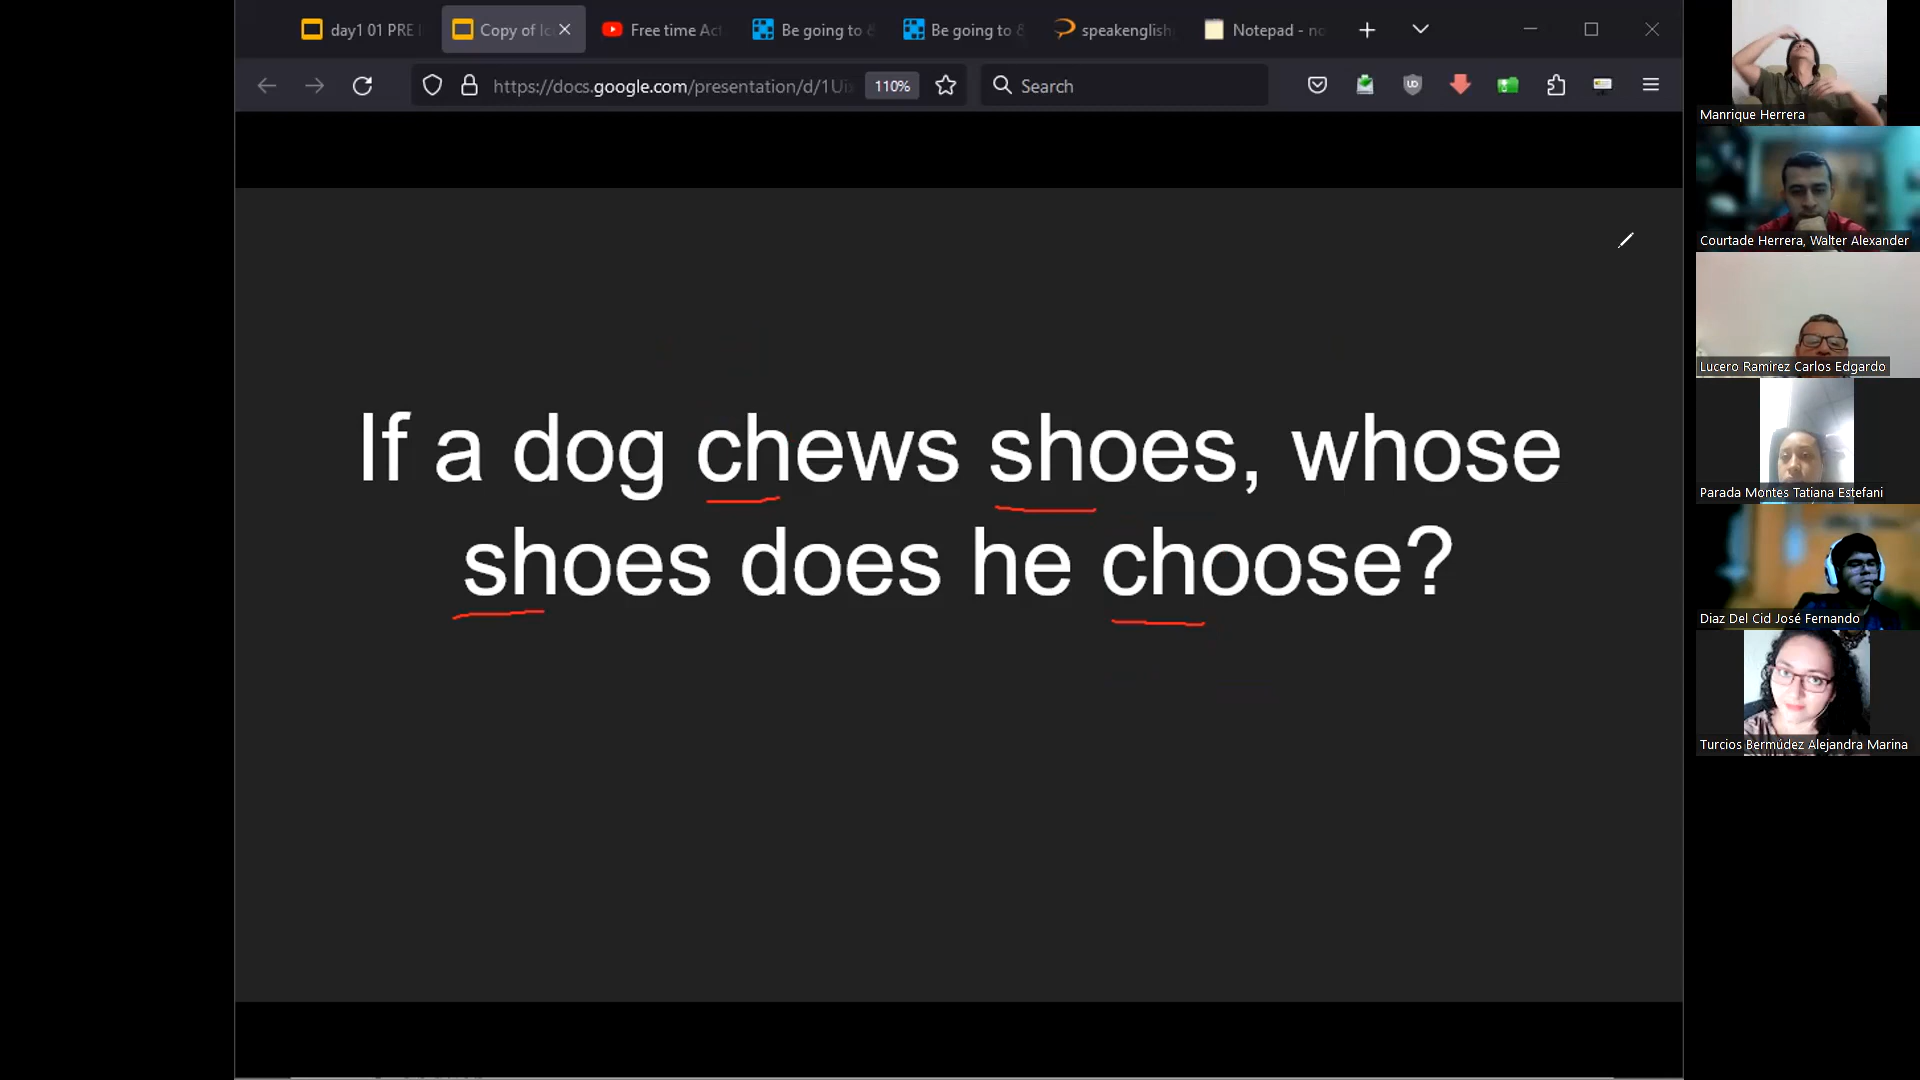 day1 01 PRE
Copy of Ic
Free time Act
Be going to &
Be going to &
speakenglish
Notepad - no
https://docs.google.com/presentation/d/1Ui
110%
Search
If a dog chews shoes, whose
shoes does he choose?
Manrique Herrera
Courtade Herrera, Walter Alexander
Lucero Ramirez Carlos Edgardo
Parada Montes Tatiana Estefani
Diaz Del Cid José Fernando
Turcios Bermúdez Alejandra Marina